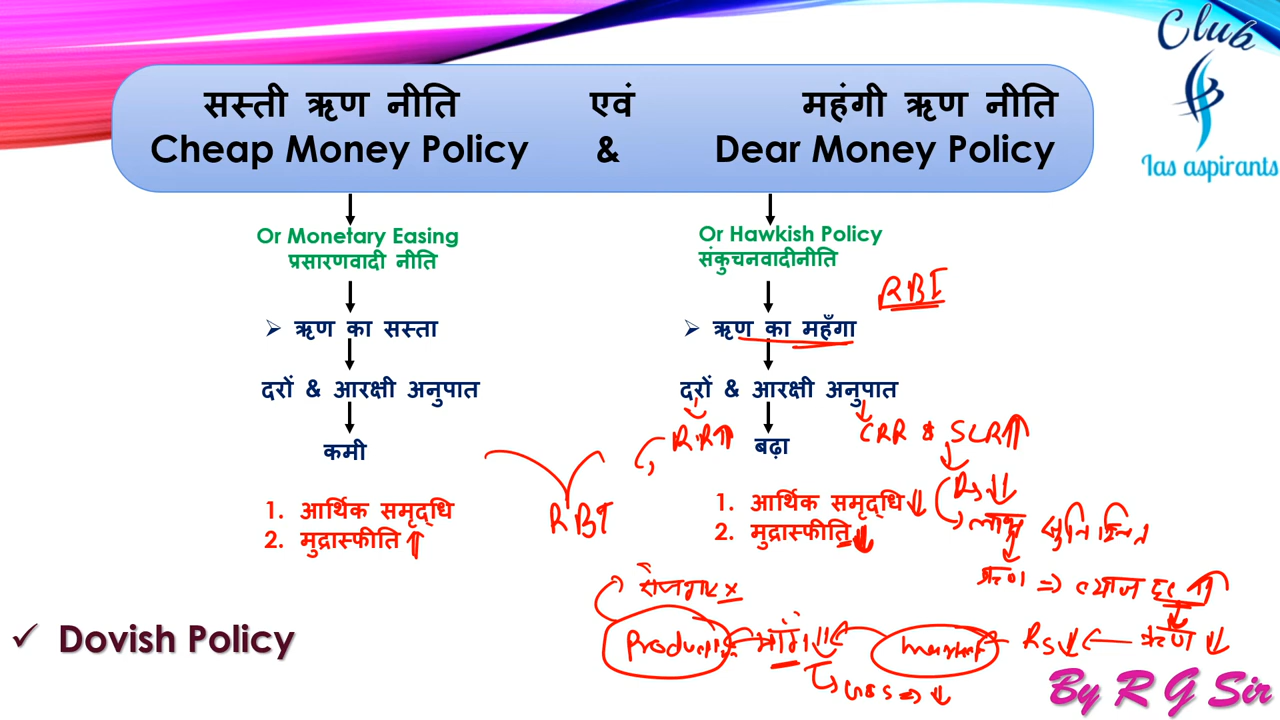 Club
Ias aspirants
सस्ती ऋण नीति एवं महंगी ऋण नीति
Cheap Money Policy & Dear Money Policy
Or Monetary Easing
प्रसारणवादी नीति
➢ ऋण का सस्ता
दरों & आरक्षी अनुपात
कमी
1. आर्थिक समृद्धि
2. मुद्रास्फीति ↑
Or Hawkish Policy
संकुचनवादीनीति
RBI
➢ ऋण का महँगा
दरों & आरक्षी अनुपात
RR↑
CRR & SLR↑
बढ़ा
1. आर्थिक समृद्धि ↓
2. मुद्रास्फीति ↓
RBI
Rs ↓↓
लाभ सुनिश्चित
ऋण ⇒ ब्याज दर ↑
रोजगार x
Production
मांग ↓
market
Rs ↓
ऋण ↓
G&S ⇒ ↓
✓ Dovish Policy
By R G Sir